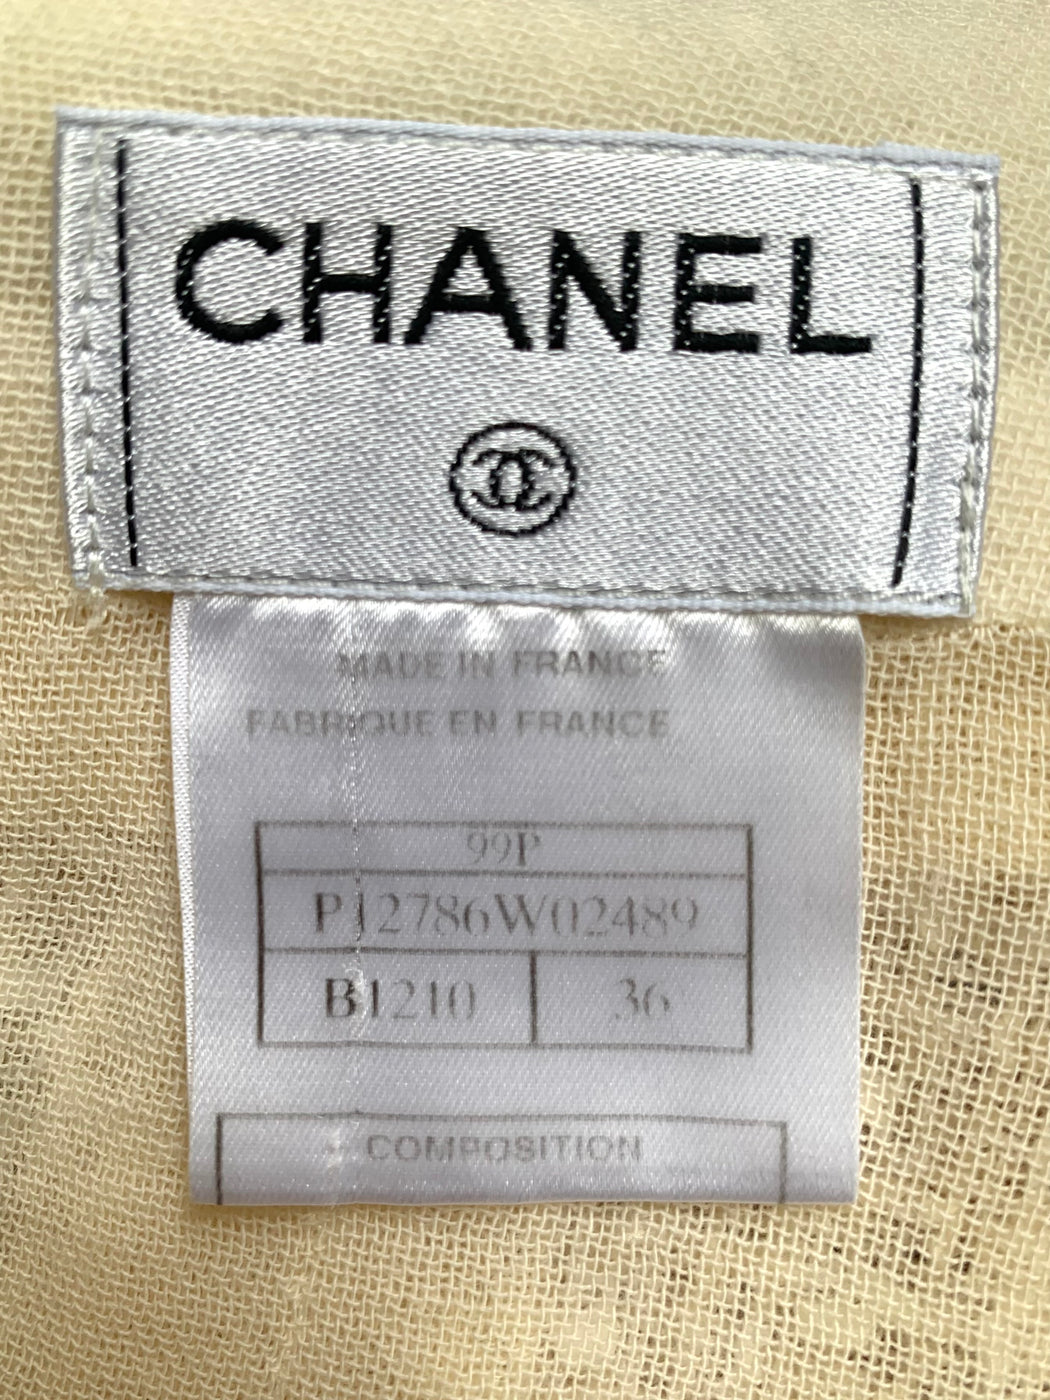 CHANEL
MADE IN FRANCE
FABRIQUE EN FRANCE
99P
P12786W02489
B1210 36
COMPOSITION